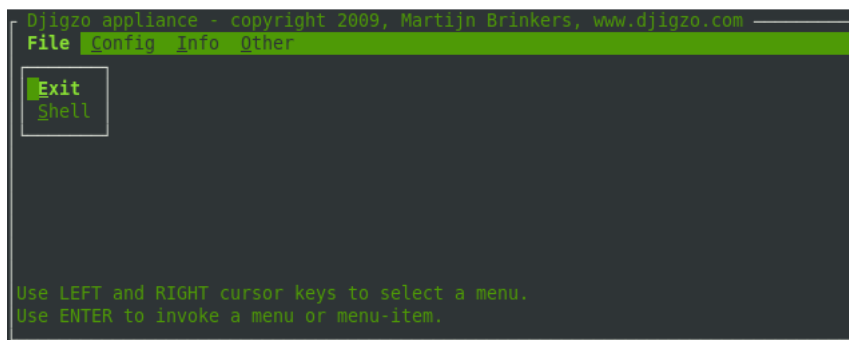 Djigzo appliance - copyright 2009, Martijn Brinkers, www.djigzo.com
File Config Info Other
Exit
Shell
Use LEFT and RIGHT cursor keys to select a menu.
Use ENTER to invoke a menu or menu-item.